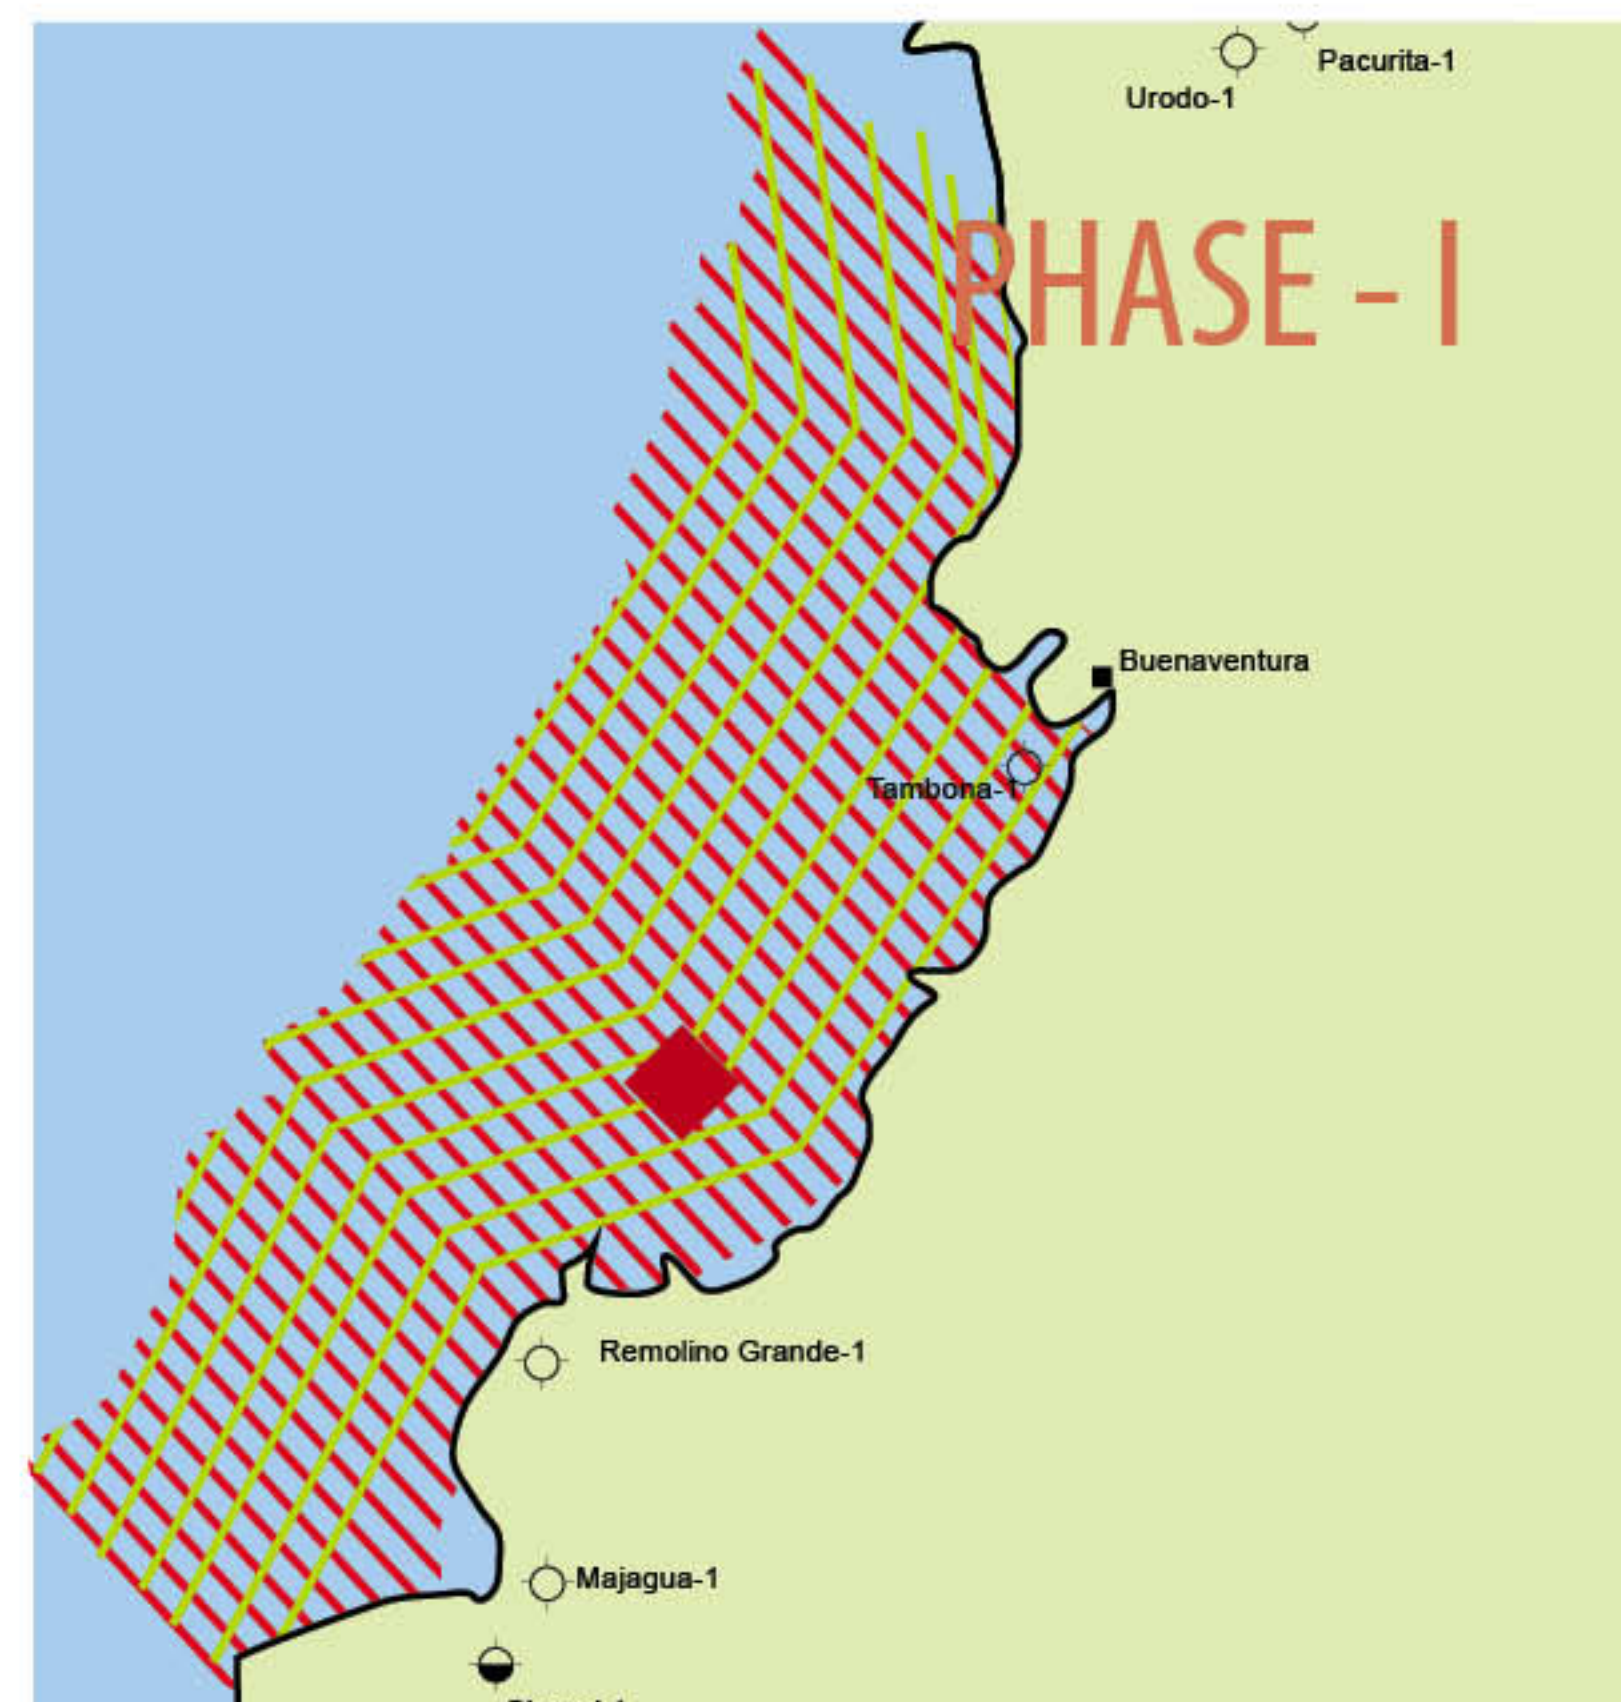 Pacurita-1
Urodo-1
PHASE - I
Buenaventura
Tambona-1
Remolino Grande-1
Majagua-1